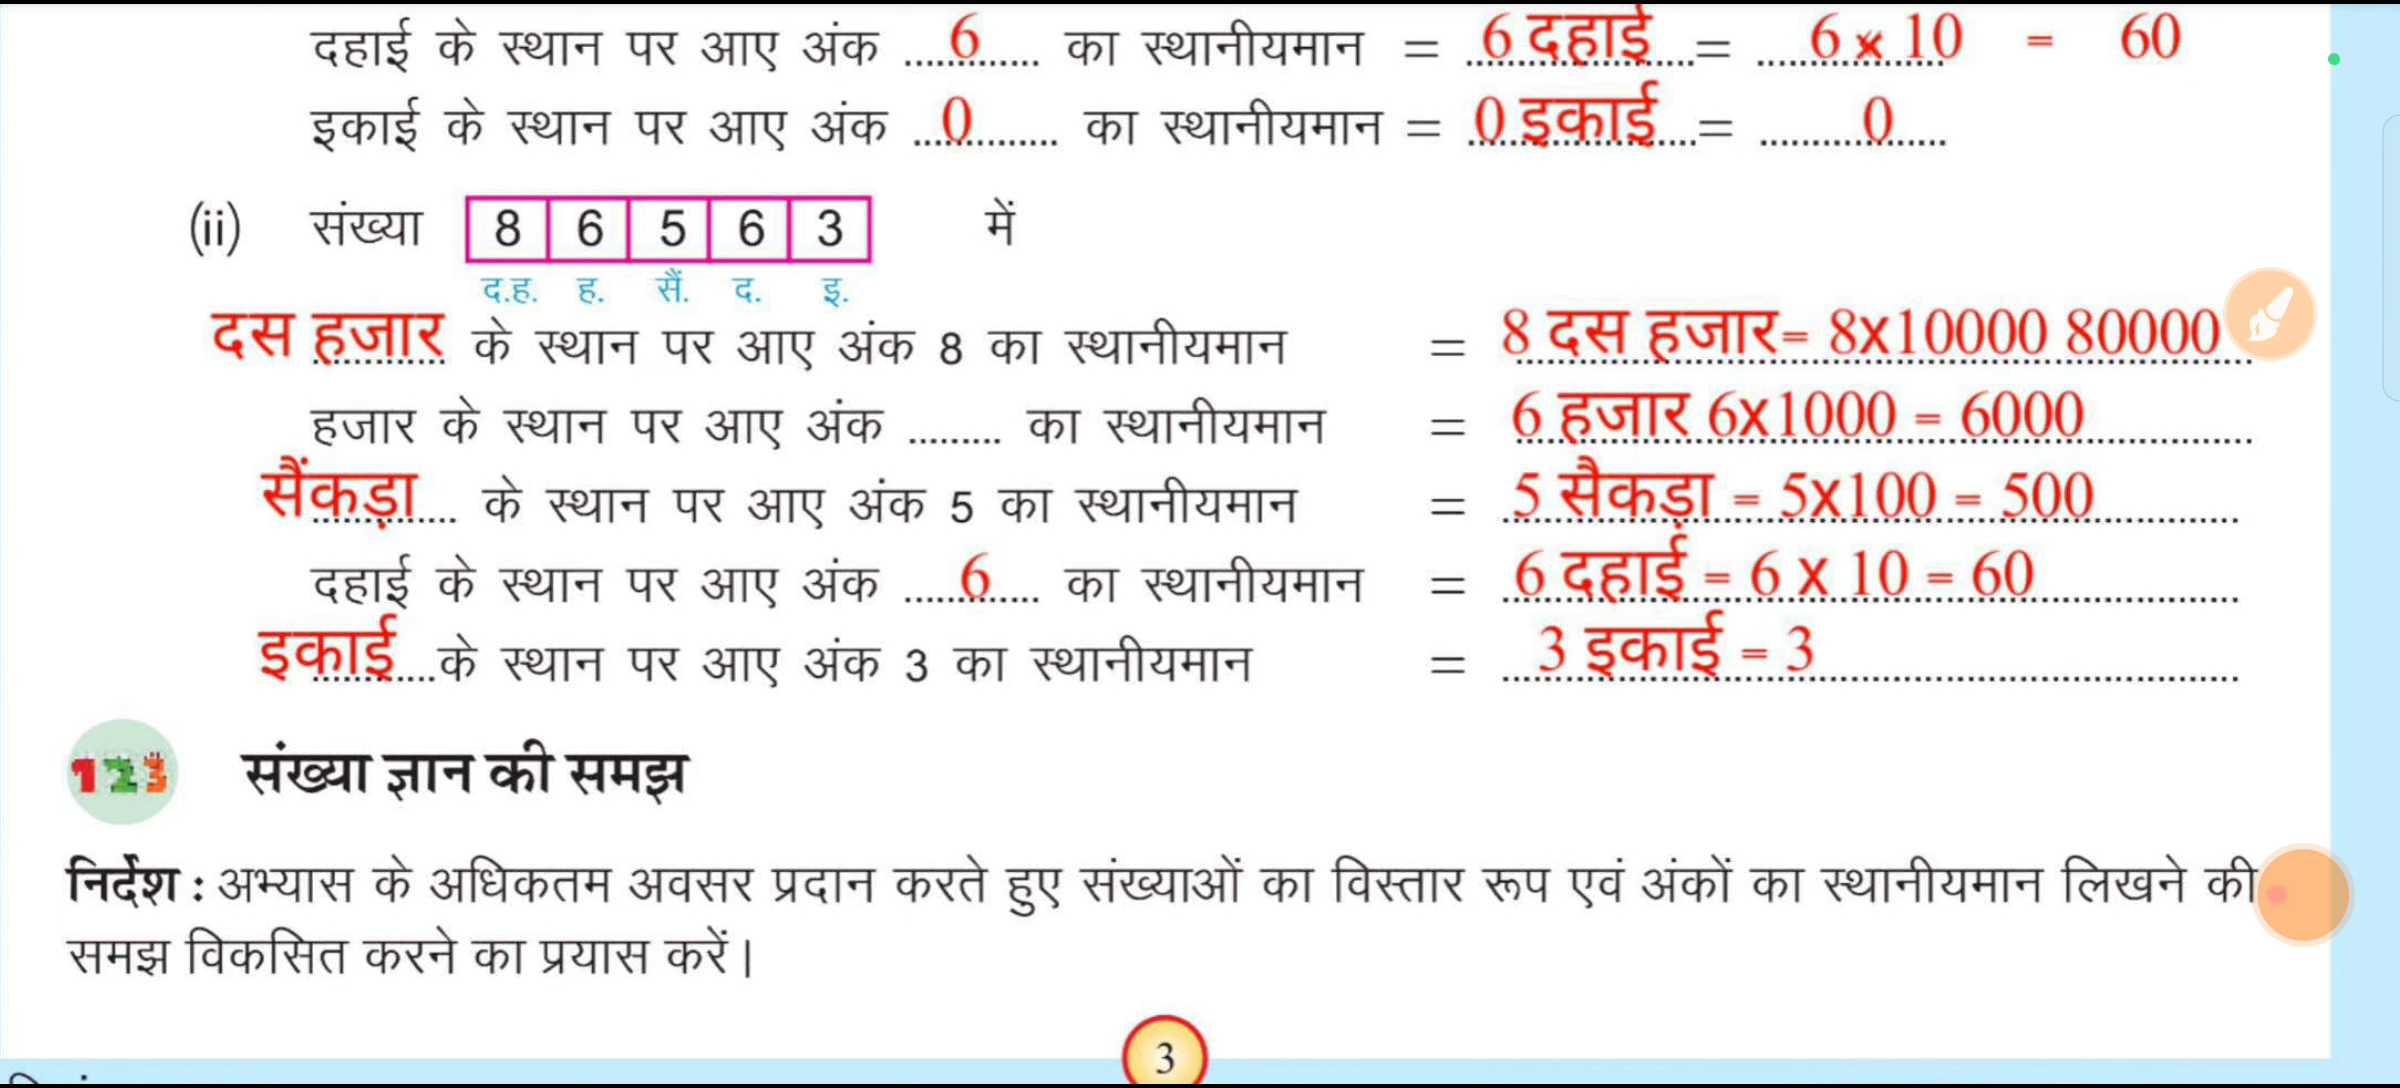 दहाई के स्थान पर आए अंक ....6...... का स्थानीयमान = 6 दहाई = 6 x 10 = 60
इकाई के स्थान पर आए अंक ..0........ का स्थानीयमान = 0 इकाई = ........0.....
(ii) संख्या 8 6 5 6 3 में
द.ह. ह. सैं. द. इ.
दस हजार के स्थान पर आए अंक 8 का स्थानीयमान = 8 दस हजार= 8x10000 80000
हजार के स्थान पर आए अंक ......... का स्थानीयमान = 6 हजार 6x1000 = 6000
सैंकड़ा.... के स्थान पर आए अंक 5 का स्थानीयमान = 5 सैकड़ा = 5x100 = 500
दहाई के स्थान पर आए अंक .....6..... का स्थानीयमान = 6 दहाई = 6 x 10 = 60
इकाई....के स्थान पर आए अंक 3 का स्थानीयमान = 3 इकाई = 3
123 संख्या ज्ञान की समझ
निर्देश : अभ्यास के अधिकतम अवसर प्रदान करते हुए संख्याओं का विस्तार रूप एवं अंकों का स्थानीयमान लिखने की
समझ विकसित करने का प्रयास करें।
3